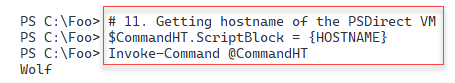 PS C:\Foo> # 11. Getting hostname of the PSDirect VM
PS C:\Foo> $CommandHT.ScriptBlock = {HOSTNAME}
PS C:\Foo> Invoke-Command @CommandHT
Wolf